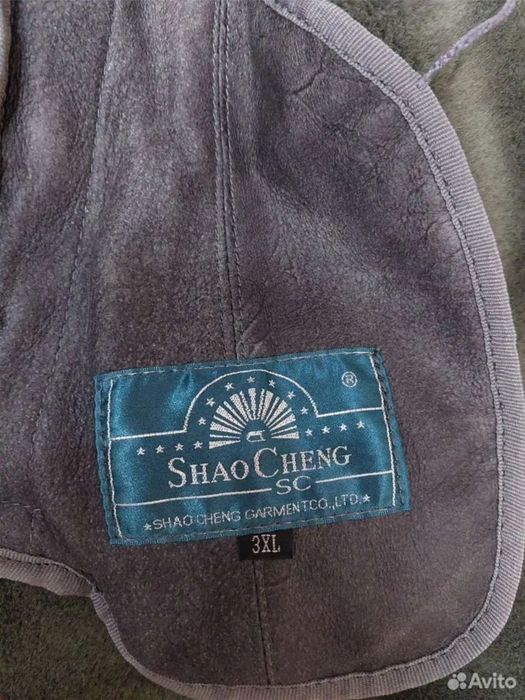 ®
SHAO CHENG
SC
★SHAO CHENG GARMENT CO.,LTD.★
3XL
Avito